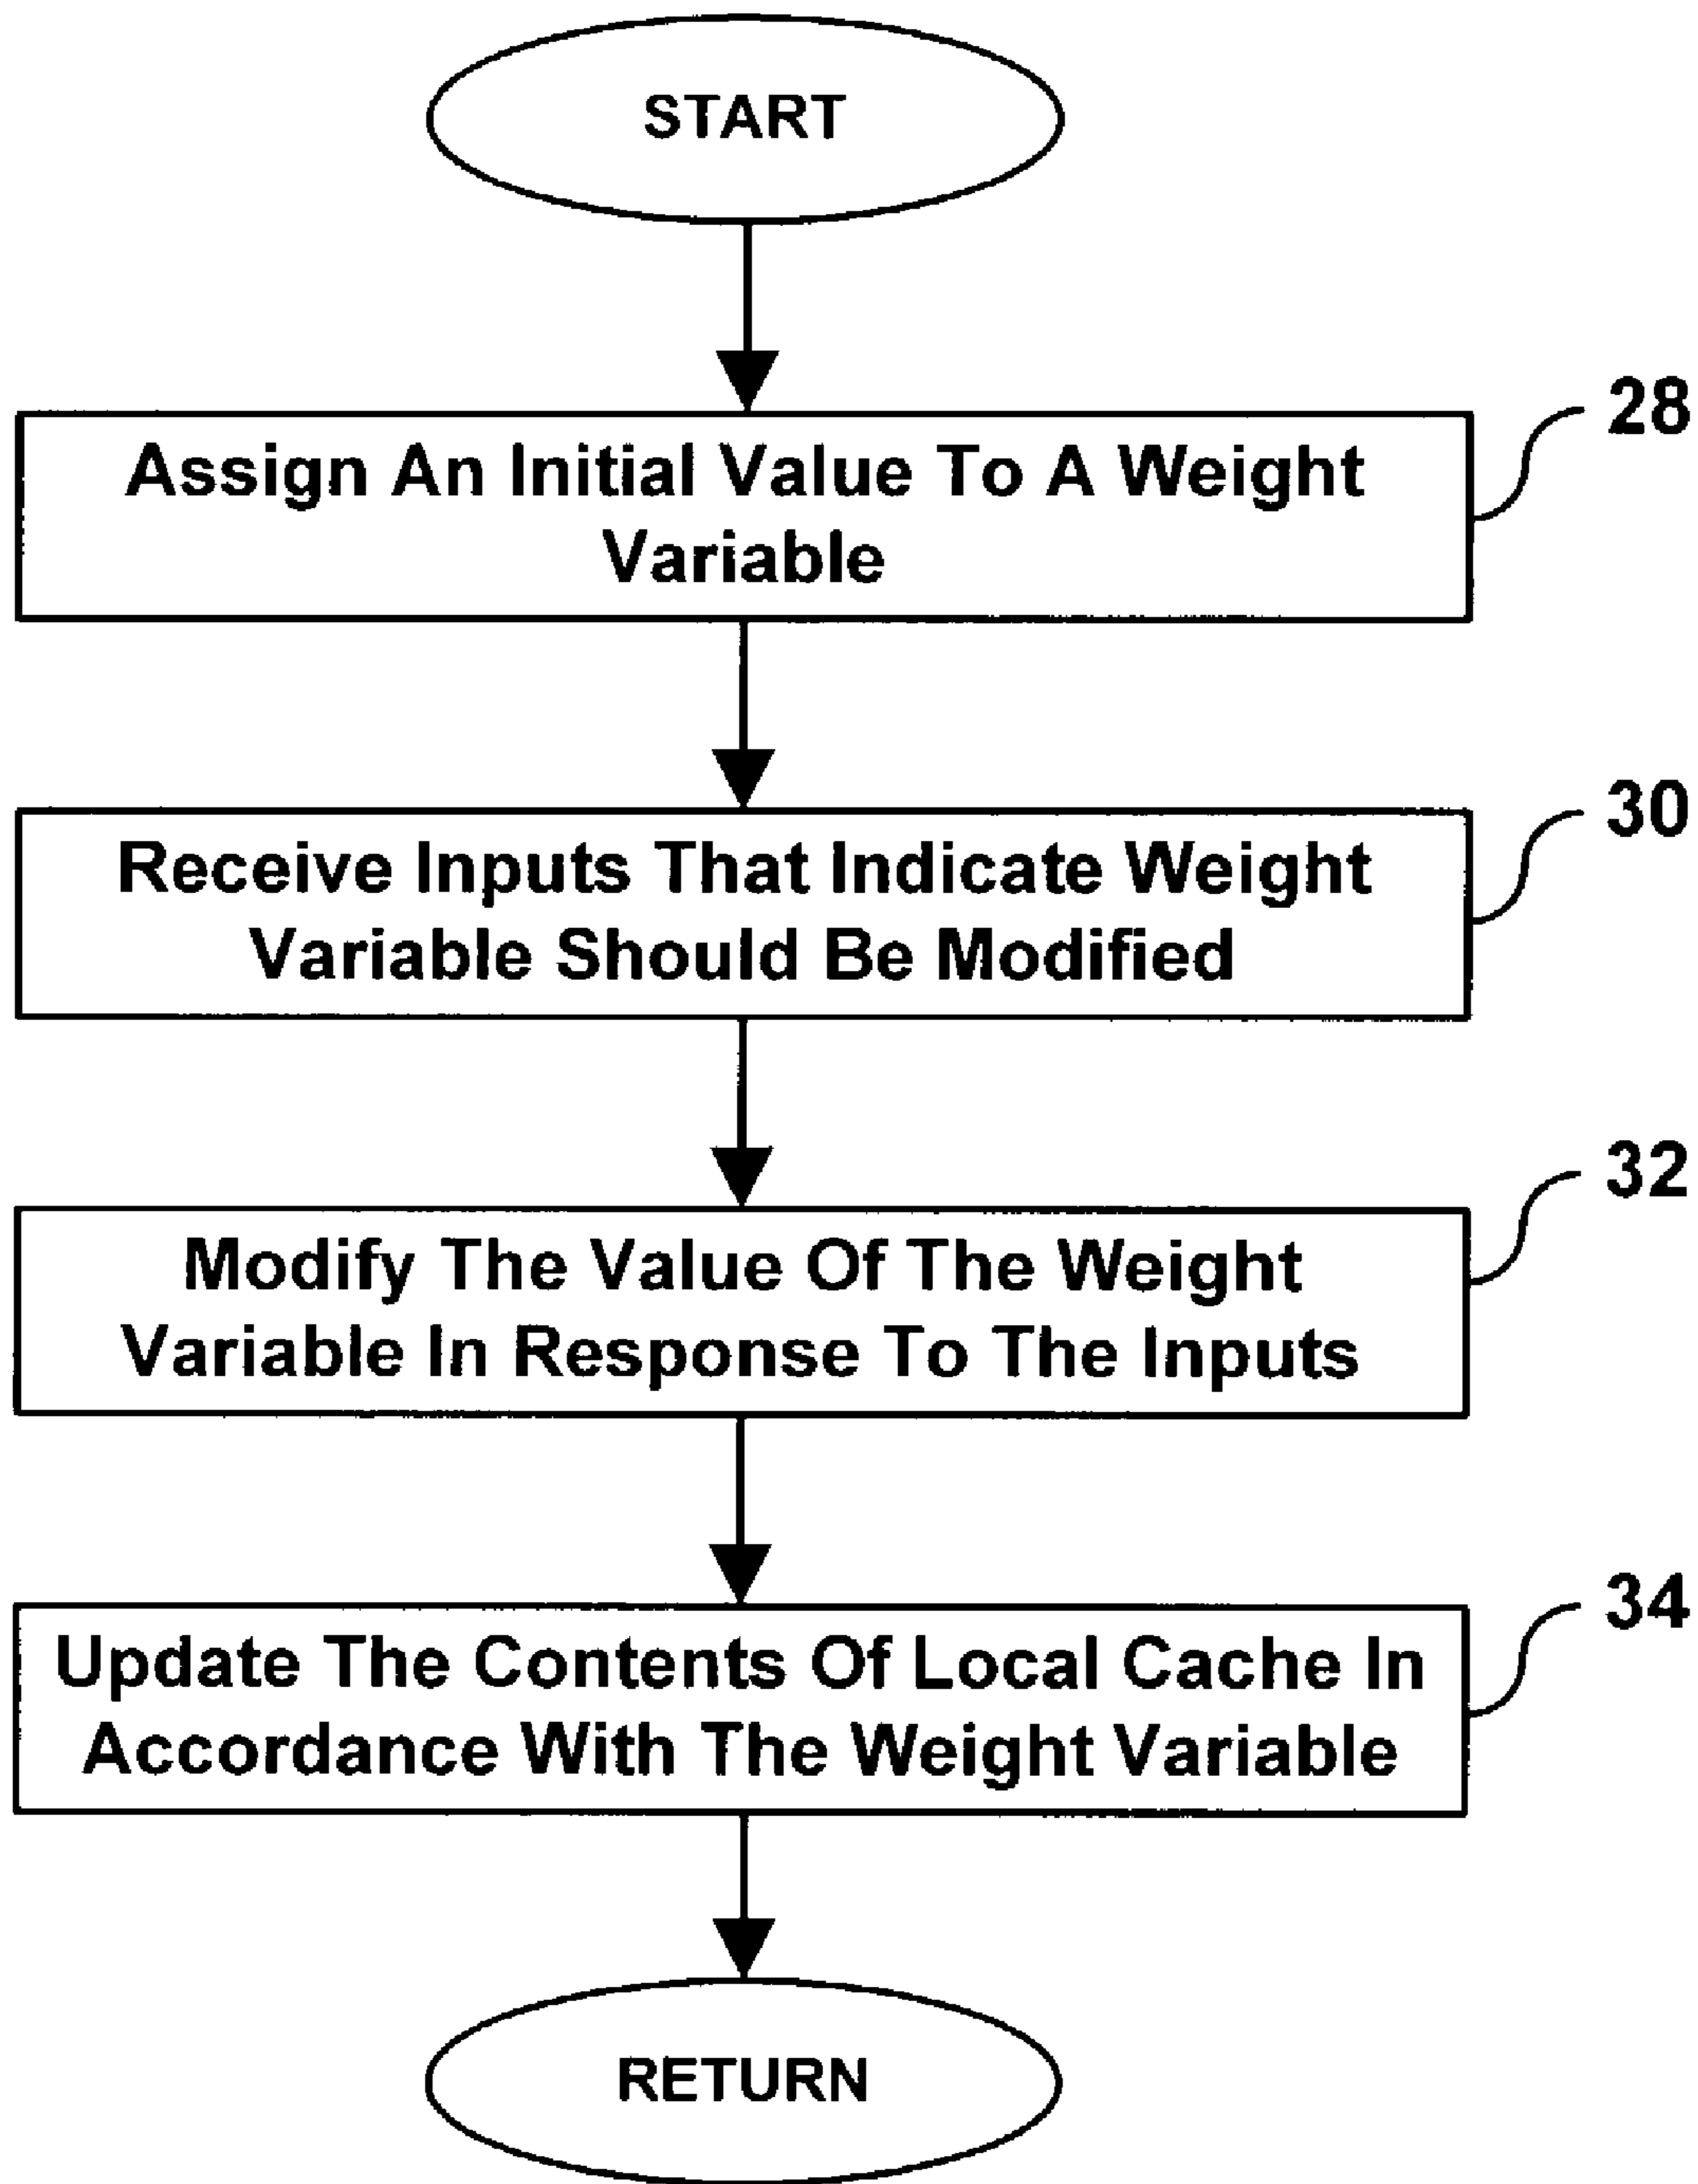 START
28
Assign An Initial Value To A Weight
Variable
30
Receive Inputs That Indicate Weight
Variable Should Be Modified
32
Modify The Value Of The Weight
Variable In Response To The Inputs
34
Update The Contents Of Local Cache In
Accordance With The Weight Variable
RETURN